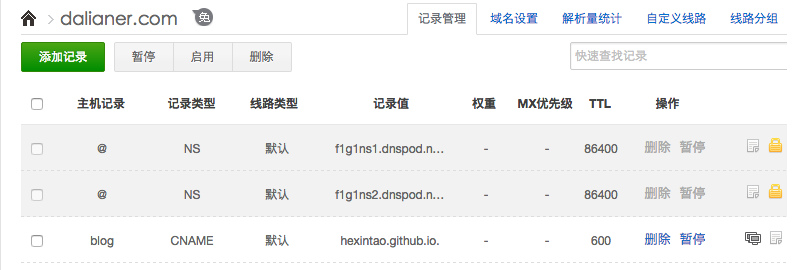 dalianer.com 免
记录管理 域名设置 解析量统计 自定义线路 线路分组
添加记录 暂停 启用 删除 快速查找记录
主机记录 记录类型 线路类型 记录值 权重 MX优先级 TTL 操作
@ NS 默认 f1g1ns1.dnspod.n... - - 86400 删除 暂停
@ NS 默认 f1g1ns2.dnspod.n... - - 86400 删除 暂停
blog CNAME 默认 hexintao.github.io. - - 600 删除 暂停